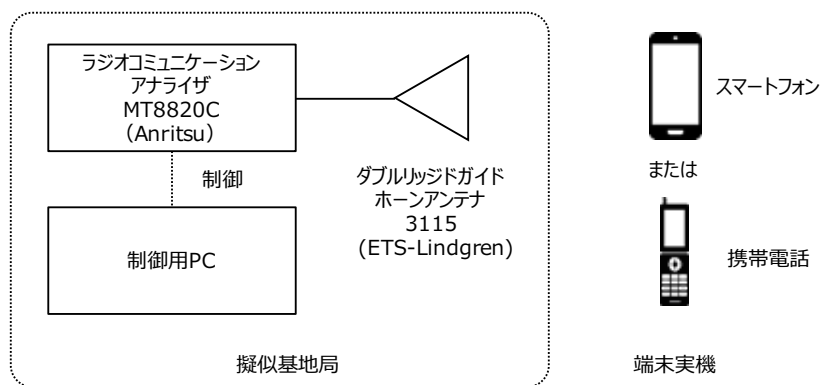 ラジオコミュニケーション
アナライザ
MT8820C
(Anritsu)
制御
制御用PC
ダブルリッジドガイド
ホーンアンテナ
3115
(ETS-Lindgren)
擬似基地局
スマートフォン
または
携帯電話
端末実機